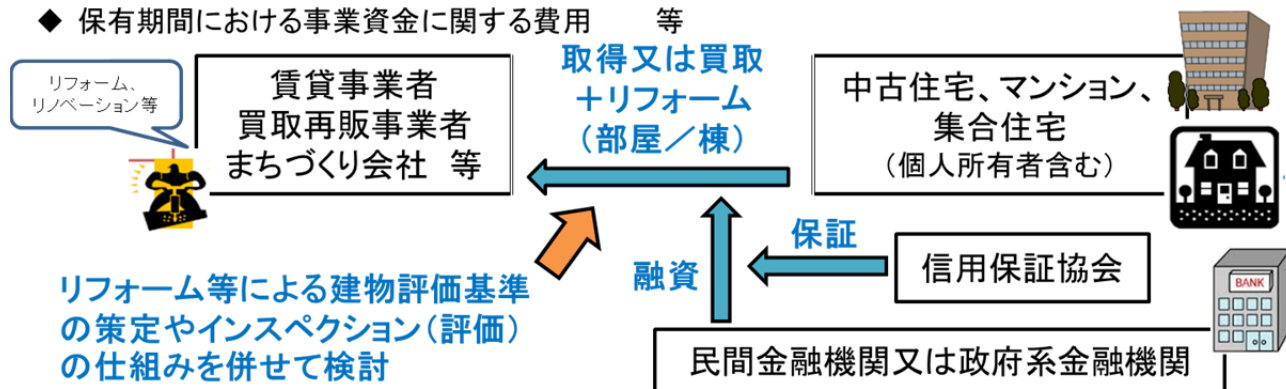 ◆ 保有期間における事業資金に関する費用　等
リフォーム、
リノベーション等
賃貸事業者
買取再販事業者
まちづくり会社　等
取得又は買取
＋リフォーム
（部屋／棟）
中古住宅、マンション、
集合住宅
（個人所有者含む）
保証
融資
信用保証協会
BANK
リフォーム等による建物評価基準
の策定やインスペクション（評価）
の仕組みを併せて検討
民間金融機関又は政府系金融機関